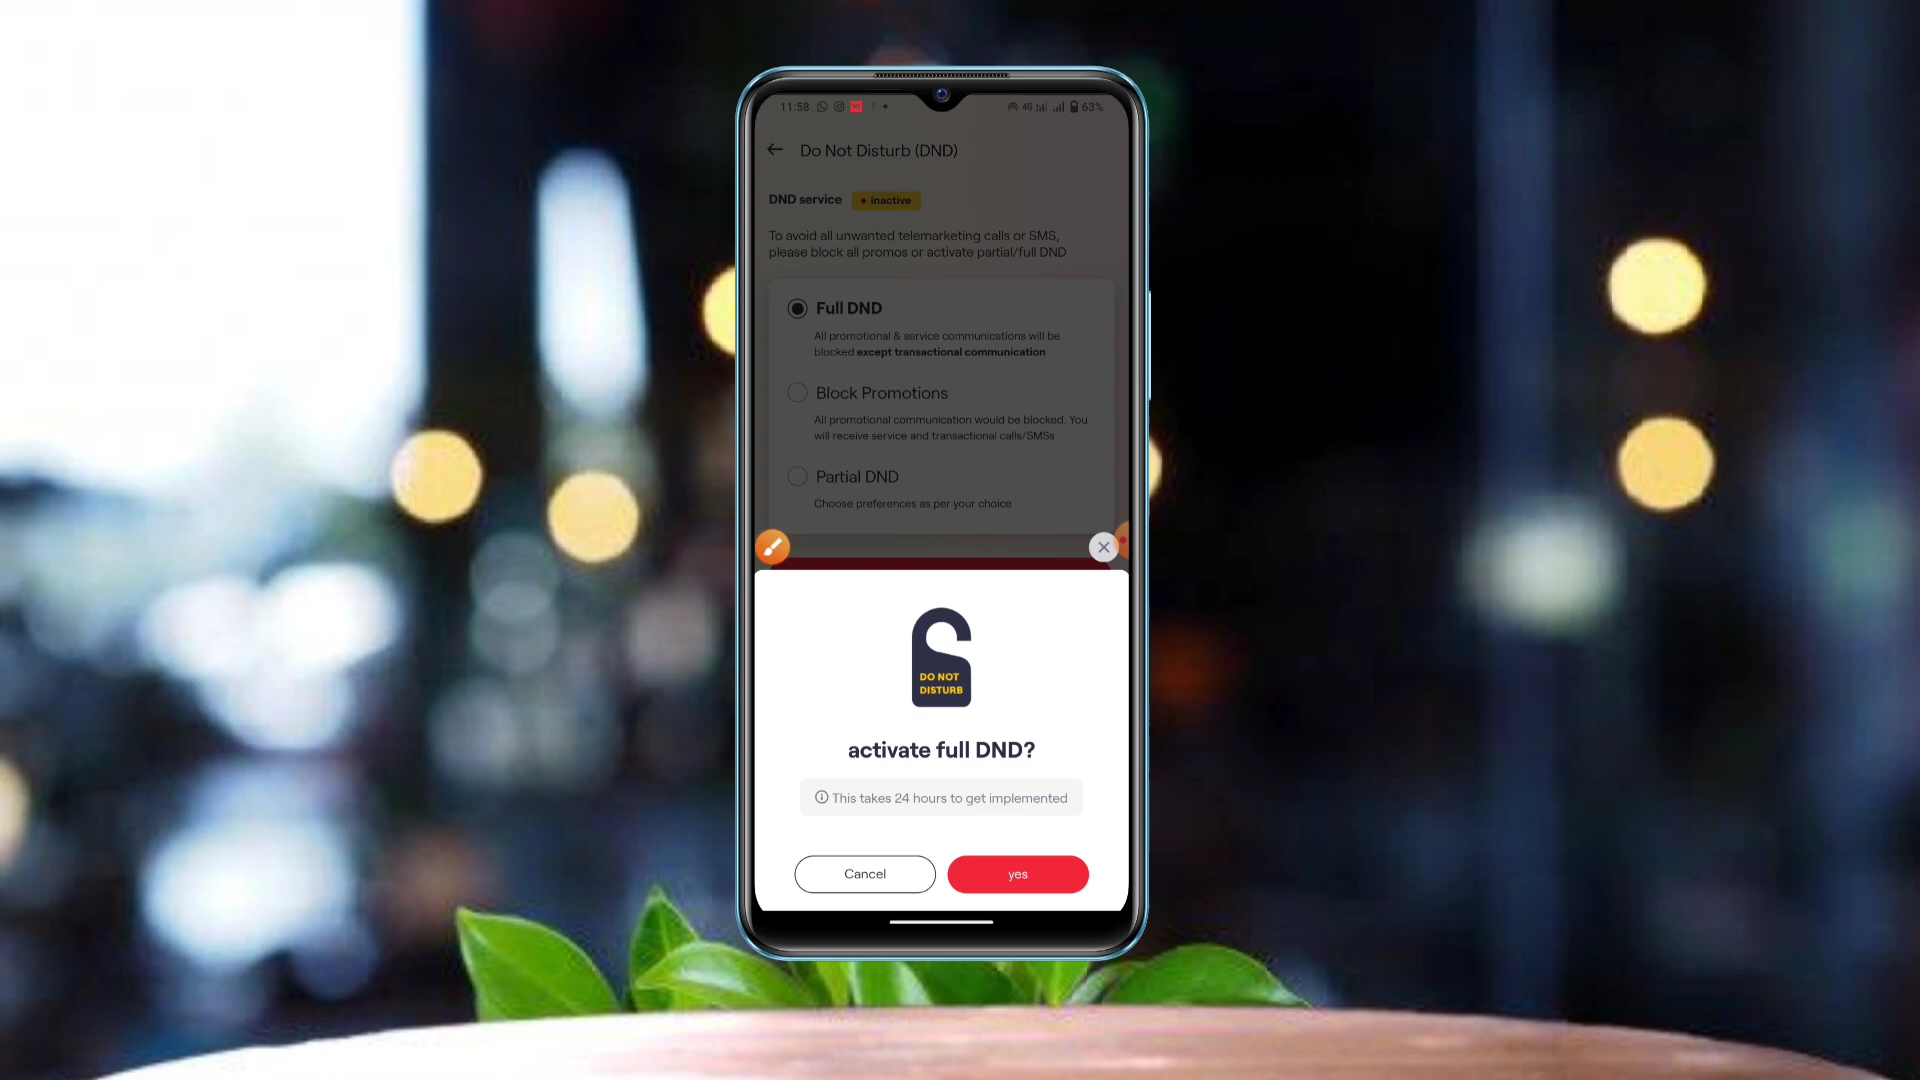 11:58 4G 63%
Do Not Disturb (DND)
DND service • inactive
To avoid all unwanted telemarketing calls or SMS,
please block all promos or activate partial/full DND
Full DND
All promotional & service communications will be
blocked except transactional communication
Block Promotions
All promotional communication would be blocked. You
will receive service and transactional calls/SMSs
Partial DND
Choose preferences as per your choice
DO NOT
DISTURB
activate full DND?
This takes 24 hours to get implemented
Cancel yes